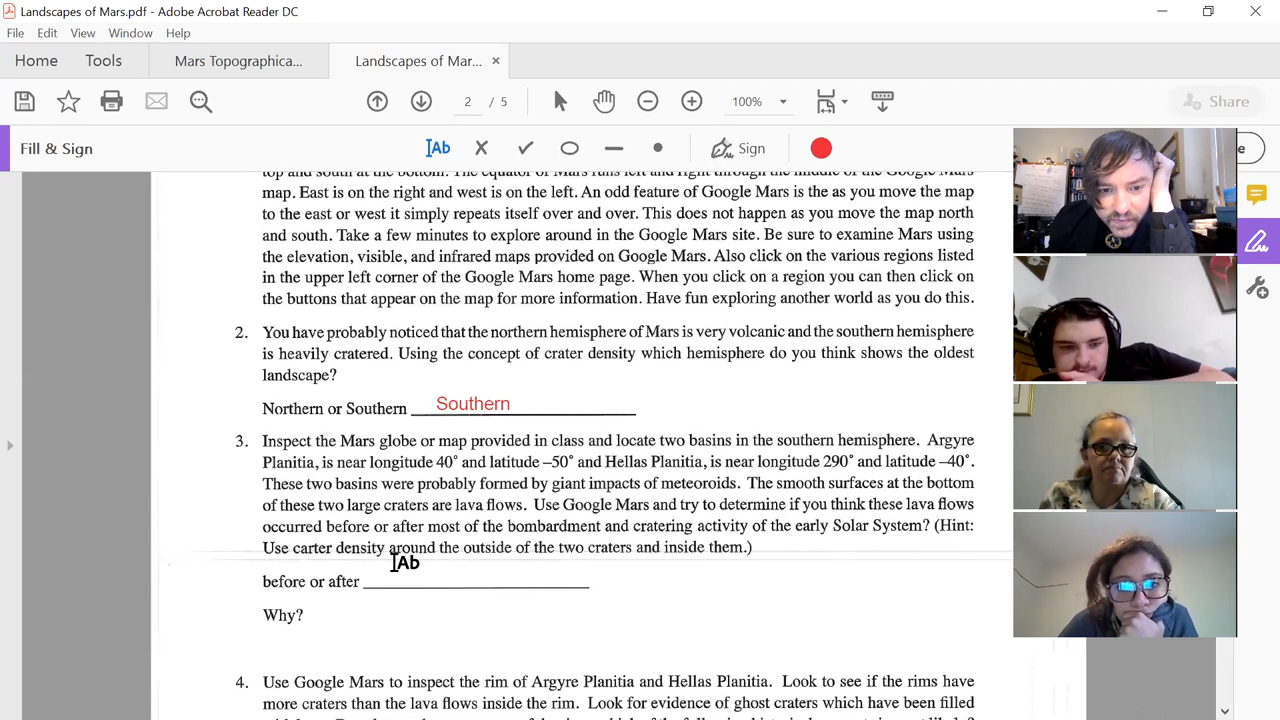 Landscapes of Mars.pdf - Adobe Acrobat Reader DC
File Edit View Window Help
Home Tools Mars Topographica... Landscapes of Mar... ×
2 / 5 100% Share
Fill & Sign Ab Sign e
top and south at the bottom. The equator of Mars runs left and right through the middle of the Google Mars
map. East is on the right and west is on the left. An odd feature of Google Mars is the as you move the map
to the east or west it simply repeats itself over and over. This does not happen as you move the map north
and south. Take a few minutes to explore around in the Google Mars site. Be sure to examine Mars using
the elevation, visible, and infrared maps provided on Google Mars. Also click on the various regions listed
in the upper left corner of the Google Mars home page. When you click on a region you can then click on
the buttons that appear on the map for more information. Have fun exploring another world as you do this.
2. You have probably noticed that the northern hemisphere of Mars is very volcanic and the southern hemisphere
is heavily cratered. Using the concept of crater density which hemisphere do you think shows the oldest
landscape?
Northern or Southern Southern
3. Inspect the Mars globe or map provided in class and locate two basins in the southern hemisphere. Argyre
Planitia, is near longitude 40° and latitude –50° and Hellas Planitia, is near longitude 290° and latitude –40°.
These two basins were probably formed by giant impacts of meteoroids. The smooth surfaces at the bottom
of these two large craters are lava flows. Use Google Mars and try to determine if you think these lava flows
occurred before or after most of the bombardment and cratering activity of the early Solar System? (Hint:
Use carter density around the outside of the two craters and inside them.)
Ab
before or after
Why?
4. Use Google Mars to inspect the rim of Argyre Planitia and Hellas Planitia. Look to see if the rims have
more craters than the lava flows inside the rim. Look for evidence of ghost craters which have been filled